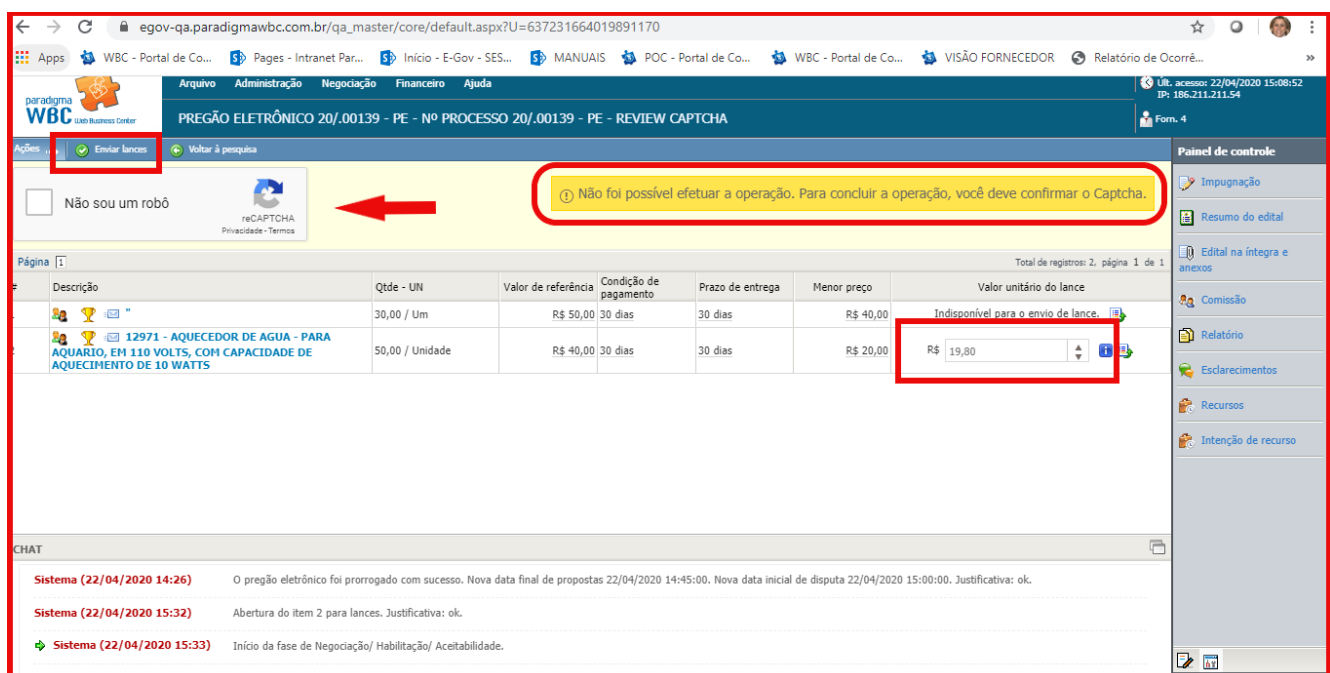 egov-qa.paradigmawbc.com.br/qa_master/core/default.aspx?U=637231664019891170
Apps WBC - Portal de Co... Pages - Intranet Par... Início - E-Gov - SES... MANUAIS POC - Portal de Co... WBC - Portal de Co... VISÃO FORNECEDOR Relatório de Ocorrê... »
Arquivo Administração Negociação Financeiro Ajuda
Últ. acesso: 22/04/2020 15:08:52
IP: 186.211.211.54
paradigma
WBC Web Business Center
PREGÃO ELETRÔNICO 20/.00139 - PE - Nº PROCESSO 20/.00139 - PE - REVIEW CAPTCHA
Forn. 4
Ações Enviar lances Voltar à pesquisa
Painel de controle
Não sou um robô
reCAPTCHA
Privacidade - Termos
Não foi possível efetuar a operação. Para concluir a operação, você deve confirmar o Captcha.
Impugnação
Resumo do edital
Edital na íntegra e
anexos
Comissão
Relatório
Esclarecimentos
Recursos
Intenção de recurso
Página 1
Total de registros: 2, página 1 de 1
Descrição Qtde - UN Valor de referência Condição de pagamento Prazo de entrega Menor preço Valor unitário do lance
" 30,00 / Um R$ 50,00 30 dias 30 dias R$ 40,00 Indisponível para o envio de lance.
12971 - AQUECEDOR DE AGUA - PARA
AQUARIO, EM 110 VOLTS, COM CAPACIDADE DE
AQUECIMENTO DE 10 WATTS
50,00 / Unidade R$ 40,00 30 dias 30 dias R$ 20,00 R$ 19,80
CHAT
Sistema (22/04/2020 14:26) O pregão eletrônico foi prorrogado com sucesso. Nova data final de propostas 22/04/2020 14:45:00. Nova data inicial de disputa 22/04/2020 15:00:00. Justificativa: ok.
Sistema (22/04/2020 15:32) Abertura do item 2 para lances. Justificativa: ok.
Sistema (22/04/2020 15:33) Início da fase de Negociação/ Habilitação/ Aceitabilidade.